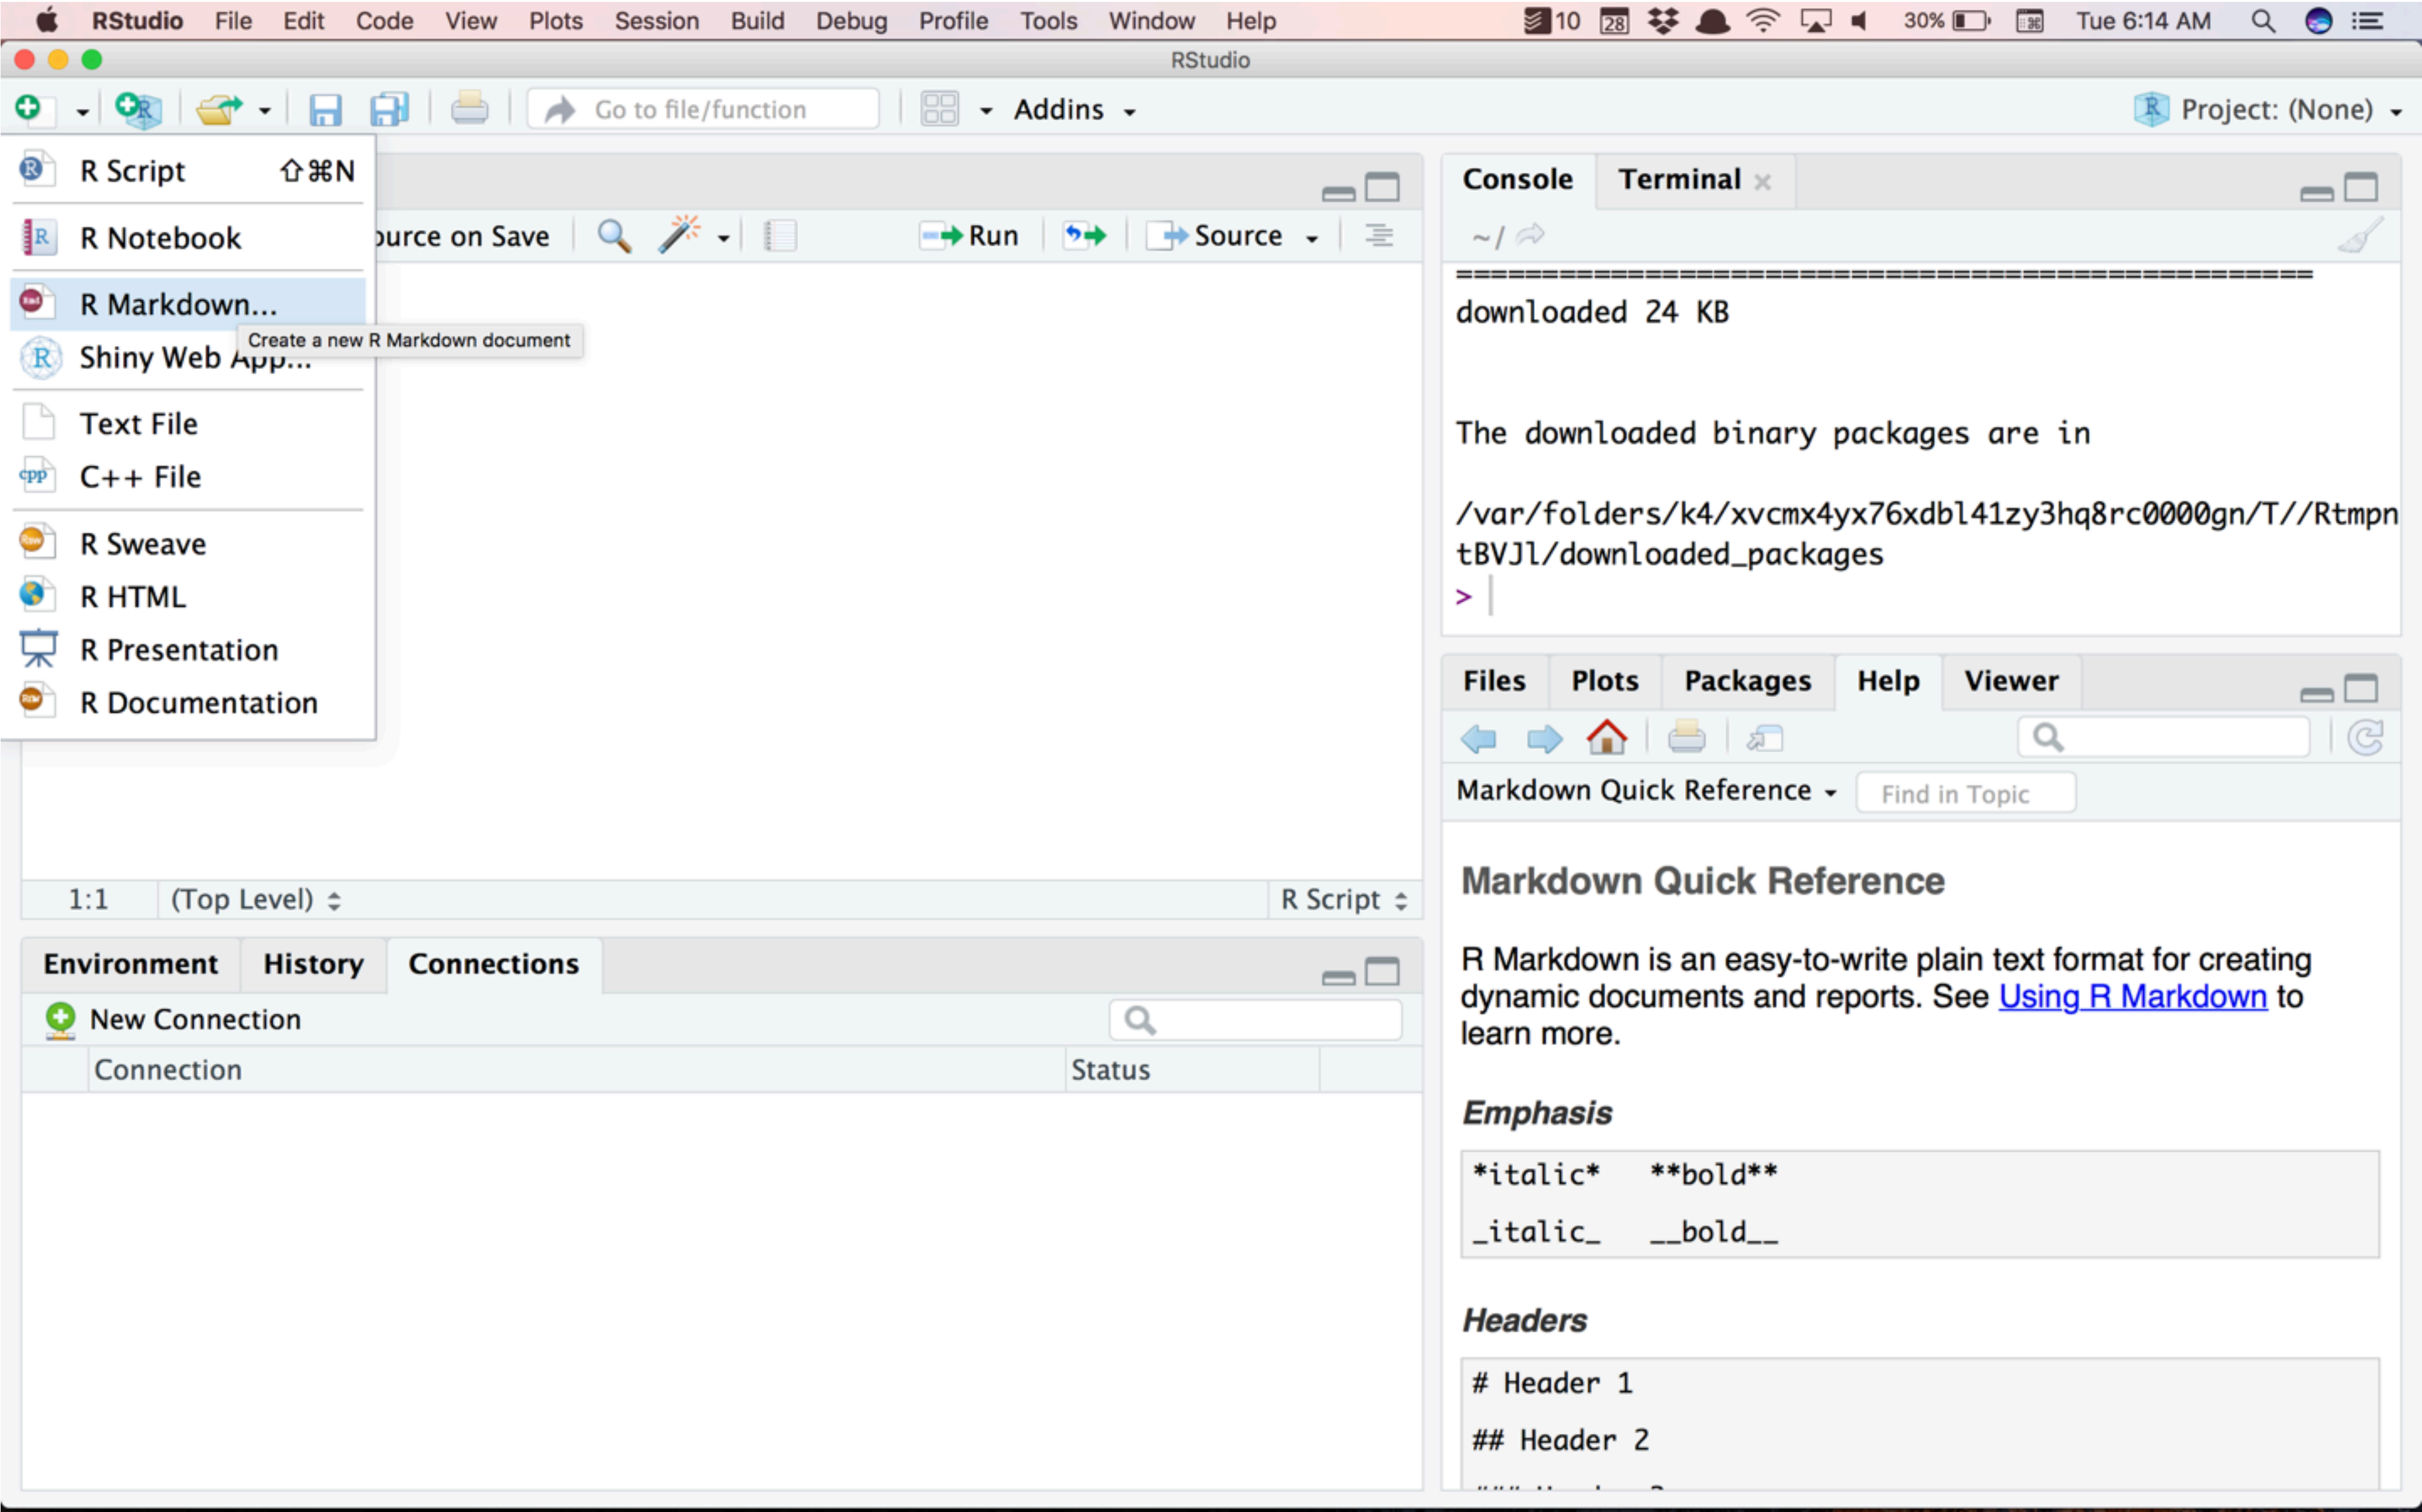 RStudio File Edit Code View Plots Session Build Debug Profile Tools Window Help 10 28 30% Tue 6:14 AM
RStudio
Go to file/function Addins Project: (None)
R Script ⇧⌘N
R Notebook
R Markdown...
Create a new R Markdown document
Shiny Web App...
Text File
C++ File
R Sweave
R HTML
R Presentation
R Documentation
ource on Save Run Source
1:1 (Top Level) R Script
Environment History Connections
New Connection
Connection Status
Console Terminal
~/
==================================================
downloaded 24 KB
The downloaded binary packages are in
/var/folders/k4/xvcmx4yx76xdbl41zy3hq8rc0000gn/T//Rtmpn
tBVJl/downloaded_packages
>
Files Plots Packages Help Viewer
Markdown Quick Reference Find in Topic
Markdown Quick Reference
R Markdown is an easy-to-write plain text format for creating
dynamic documents and reports. See Using R Markdown to
learn more.
Emphasis
*italic* **bold**
_italic_ __bold__
Headers
# Header 1
## Header 2